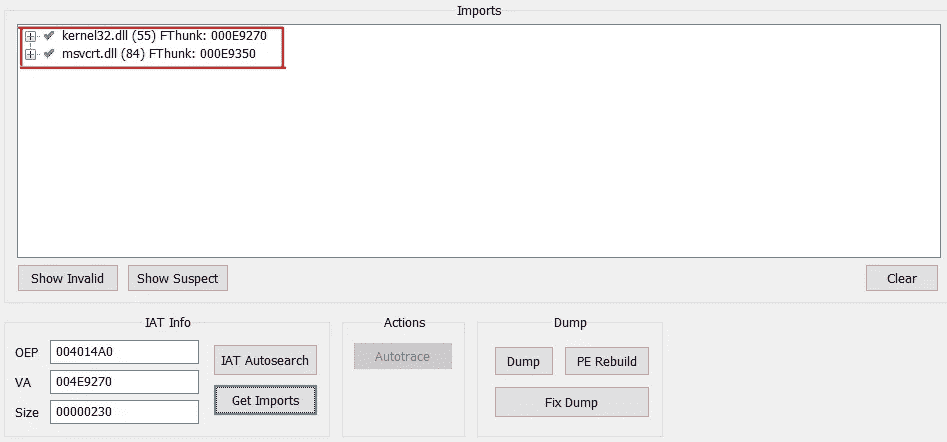 Imports
kernel32.dll (55) FThunk: 000E9270
msvcrt.dll (84) FThunk: 000E9350
Show Invalid Show Suspect Clear
IAT Info Actions Dump
OEP 004014A0 IAT Autosearch Autotrace Dump PE Rebuild
VA 004E9270
Get Imports Fix Dump
Size 00000230